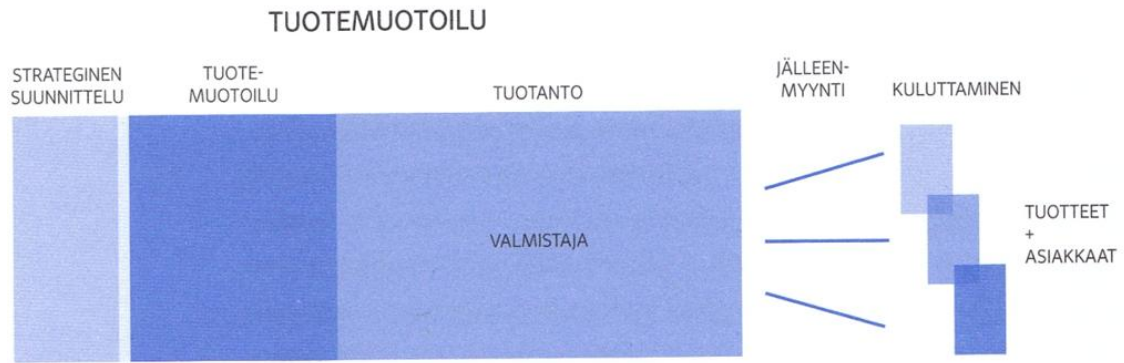 TUOTEMUOTOILU
STRATEGINEN
SUUNNITTELU
TUOTE-
MUOTOILU
TUOTANTO
JÄLLEEN-
MYYNTI
KULUTTAMINEN
VALMISTAJA
TUOTTEET
+
ASIAKKAAT